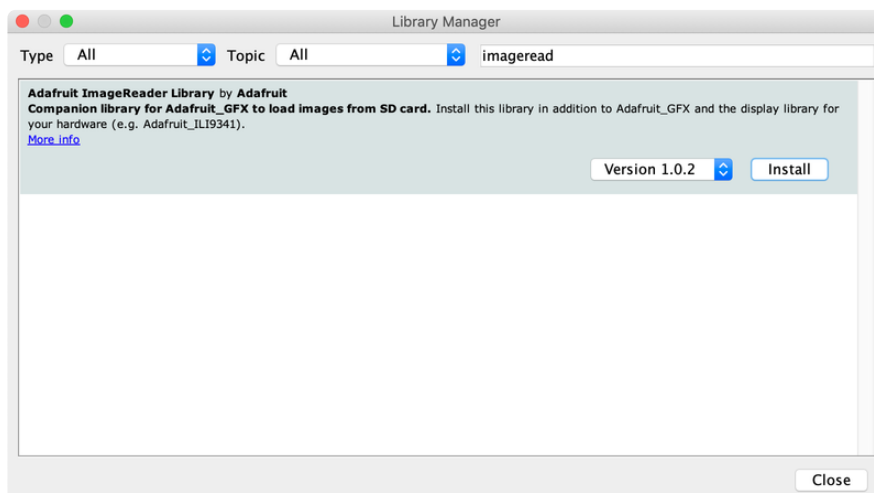 Library Manager
Type All Topic All imageread
Adafruit ImageReader Library by Adafruit
Companion library for Adafruit_GFX to load images from SD card. Install this library in addition to Adafruit_GFX and the display library for
your hardware (e.g. Adafruit_ILI9341).
More info
Version 1.0.2 Install
Close